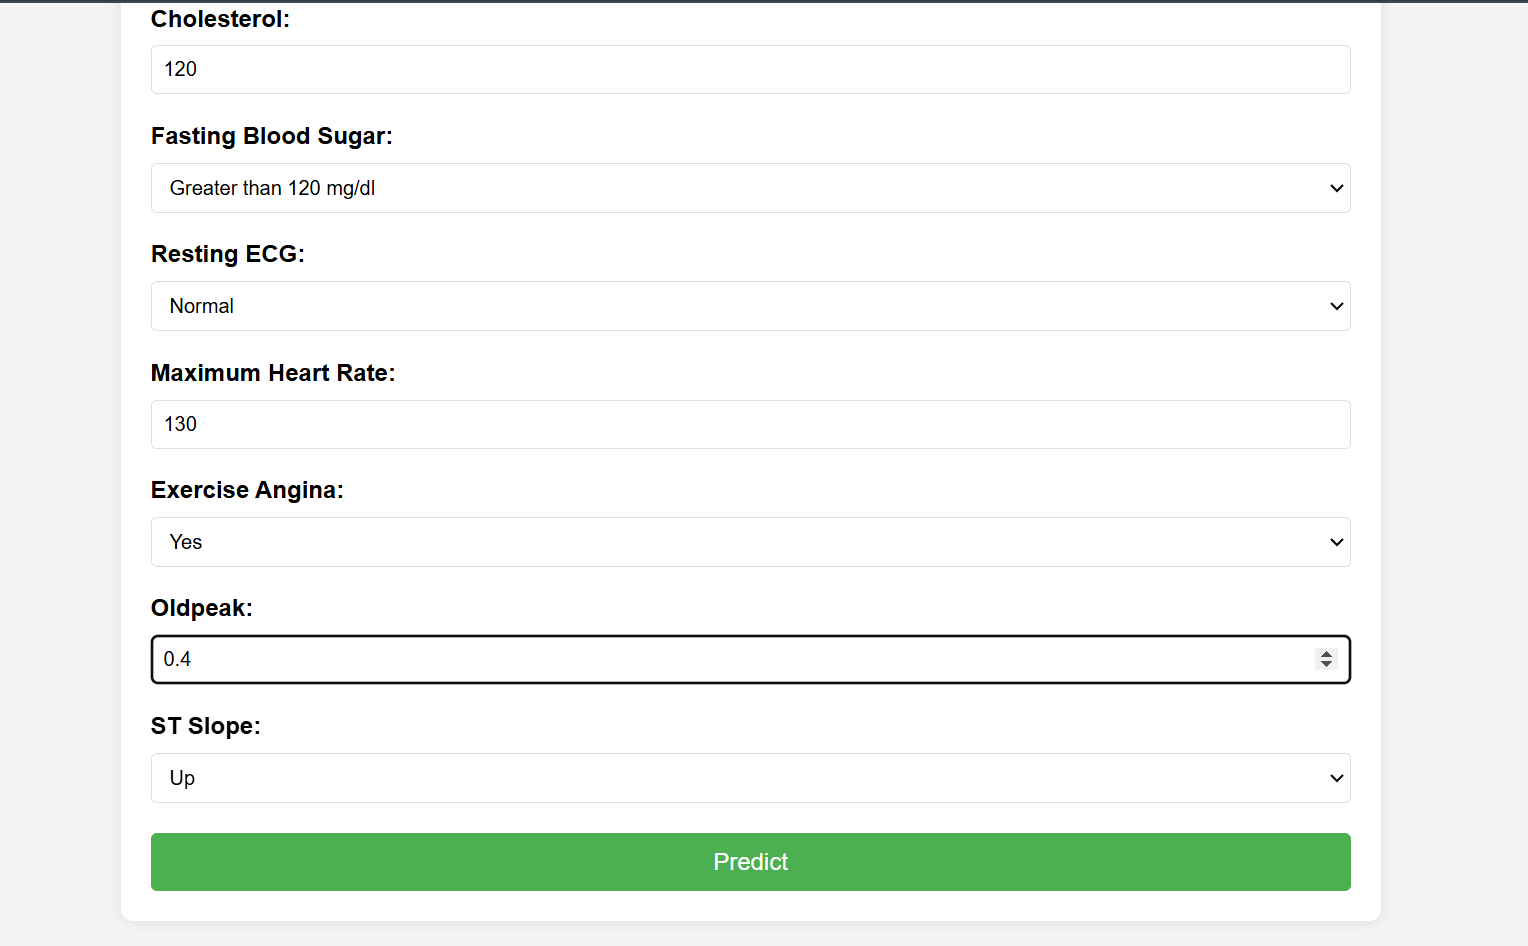 Cholesterol:
120
Fasting Blood Sugar:
Greater than 120 mg/dl
Resting ECG:
Normal
Maximum Heart Rate:
130
Exercise Angina:
Yes
Oldpeak:
0.4
ST Slope:
Up
Predict